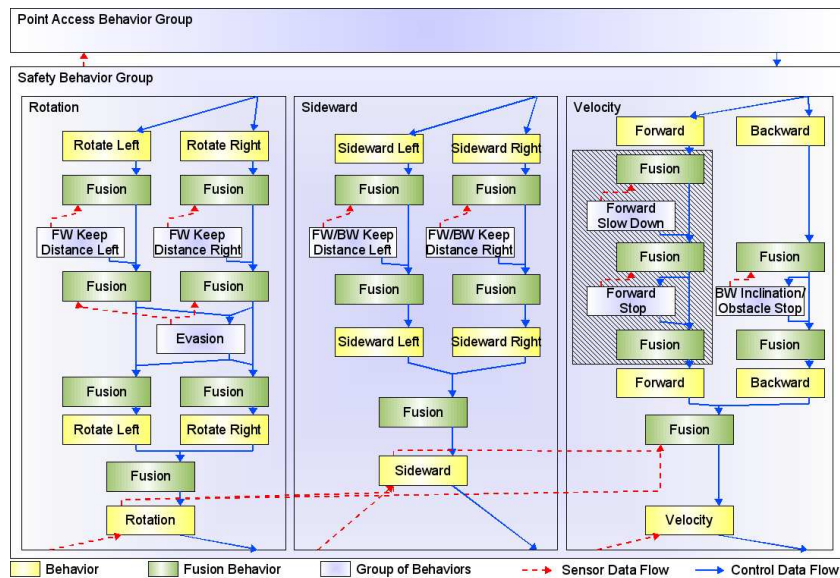 Point Access Behavior Group
Safety Behavior Group
Rotation
Rotate Left
Rotate Right
Fusion
Fusion
FW Keep
Distance Left
FW Keep
Distance Right
Fusion
Fusion
Evasion
Fusion
Fusion
Rotate Left
Rotate Right
Fusion
Rotation
Sideward
Sideward Left
Sideward Right
Fusion
Fusion
FW/BW Keep
Distance Left
FW/BW Keep
Distance Right
Fusion
Fusion
Sideward Left
Sideward Right
Fusion
Sideward
Velocity
Forward
Backward
Fusion
Forward
Slow Down
Fusion
Fusion
Forward
Stop
BW Inclination/
Obstacle Stop
Fusion
Fusion
Forward
Backward
Fusion
Velocity
Behavior
Fusion Behavior
Group of Behaviors
Sensor Data Flow
Control Data Flow